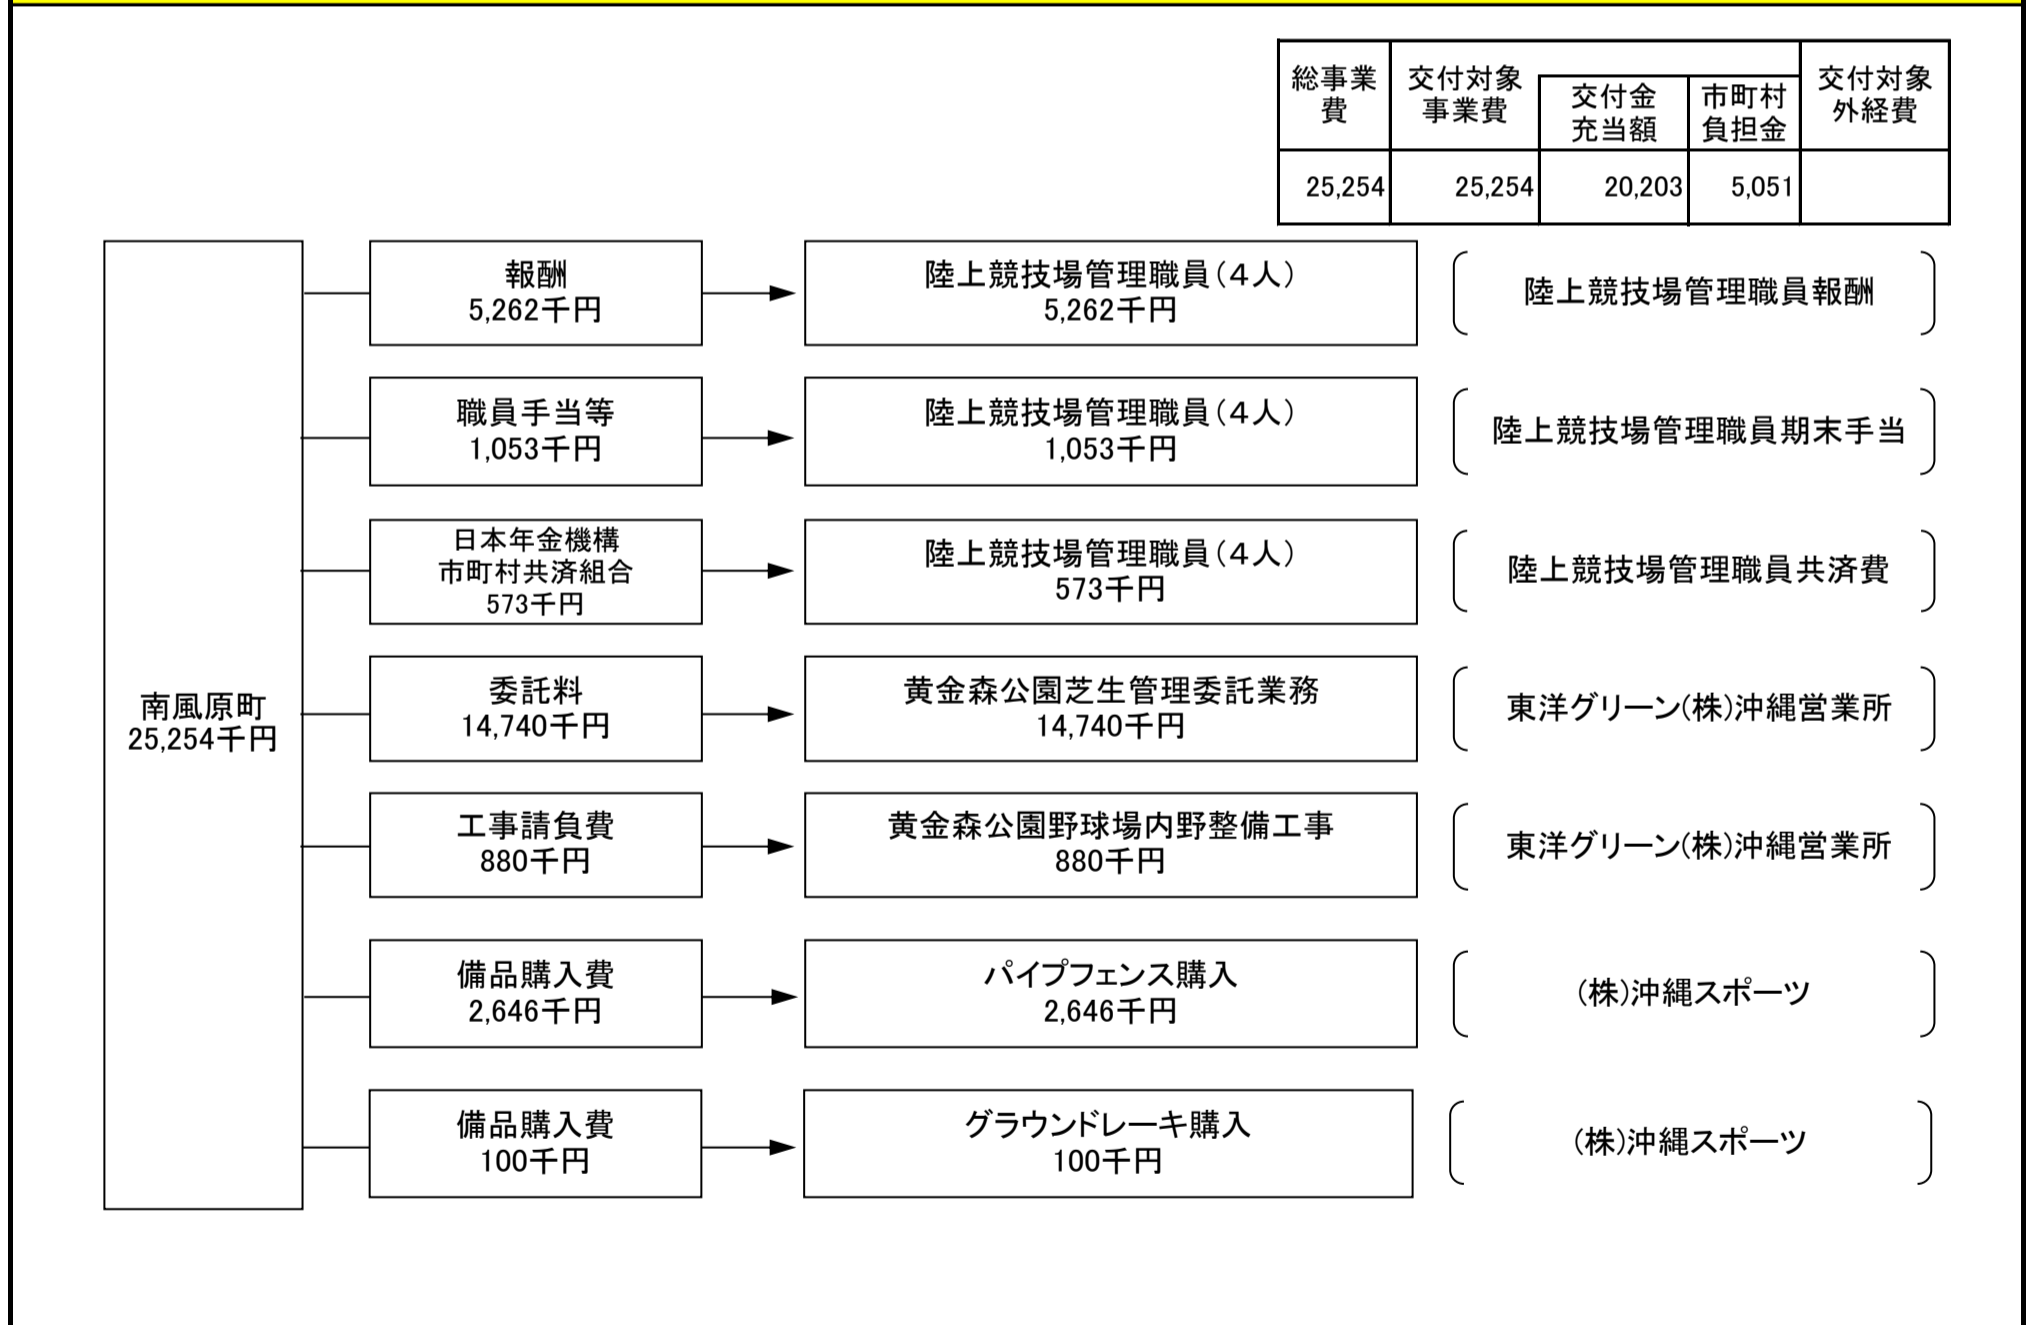 総事業
費
交付対象
事業費
交付金
充当額
市町村
負担金
交付対象
外経費
25,254
25,254
20,203
5,051
南風原町
25,254千円
報酬
5,262千円
陸上競技場管理職員(４人)
5,262千円
陸上競技場管理職員報酬
職員手当等
1,053千円
陸上競技場管理職員(４人)
1,053千円
陸上競技場管理職員期末手当
日本年金機構
市町村共済組合
573千円
陸上競技場管理職員(４人)
573千円
陸上競技場管理職員共済費
委託料
14,740千円
黄金森公園芝生管理委託業務
14,740千円
東洋グリーン(株)沖縄営業所
工事請負費
880千円
黄金森公園野球場内野整備工事
880千円
東洋グリーン(株)沖縄営業所
備品購入費
2,646千円
パイプフェンス購入
2,646千円
(株)沖縄スポーツ
備品購入費
100千円
グラウンドレーキ購入
100千円
(株)沖縄スポーツ